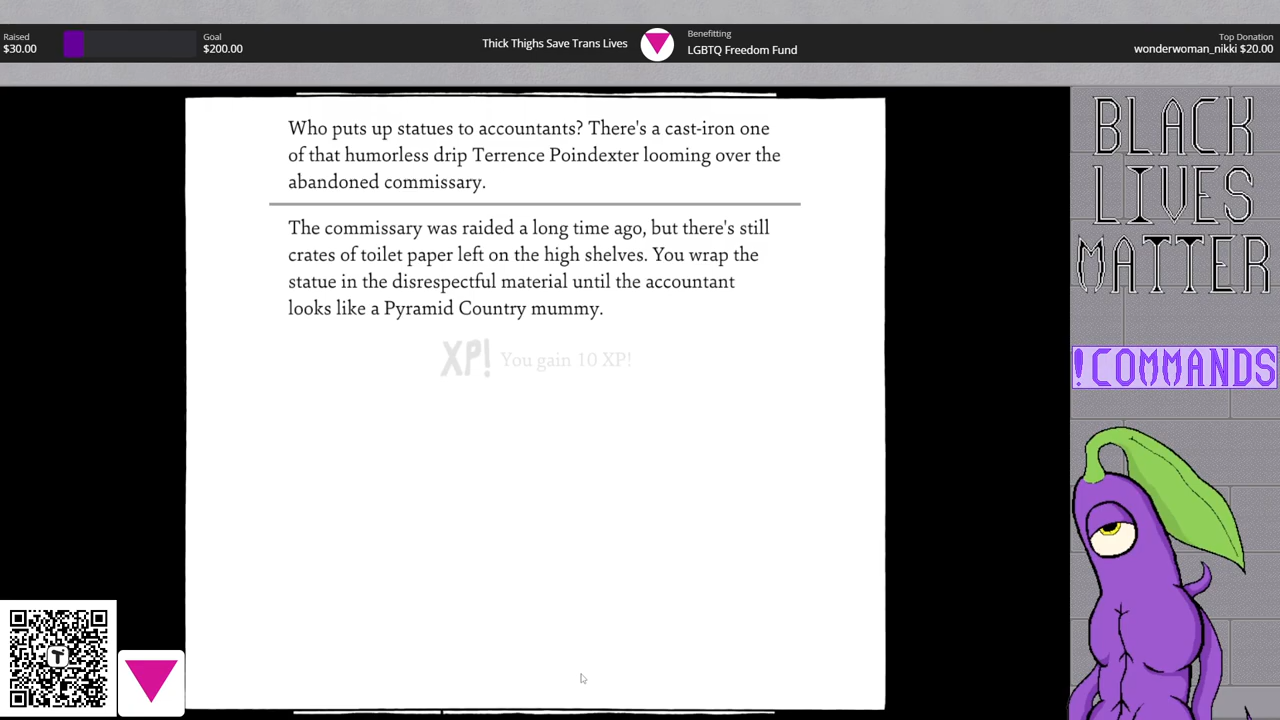 Raised
$30.00
Goal
$200.00
Thick Thighs Save Trans Lives
Benefitting
LGBTQ Freedom Fund
Top Donation
wonderwoman_nikki $20.00
Who puts up statues to accountants? There's a cast-iron one
of that humorless drip Terrence Poindexter looming over the
abandoned commissary.
The commissary was raided a long time ago, but there's still
crates of toilet paper left on the high shelves. You wrap the
statue in the disrespectful material until the accountant
looks like a Pyramid Country mummy.
XP! You gain 10 XP!
BLACK
LIVES
MATTER
!COMMANDS
T